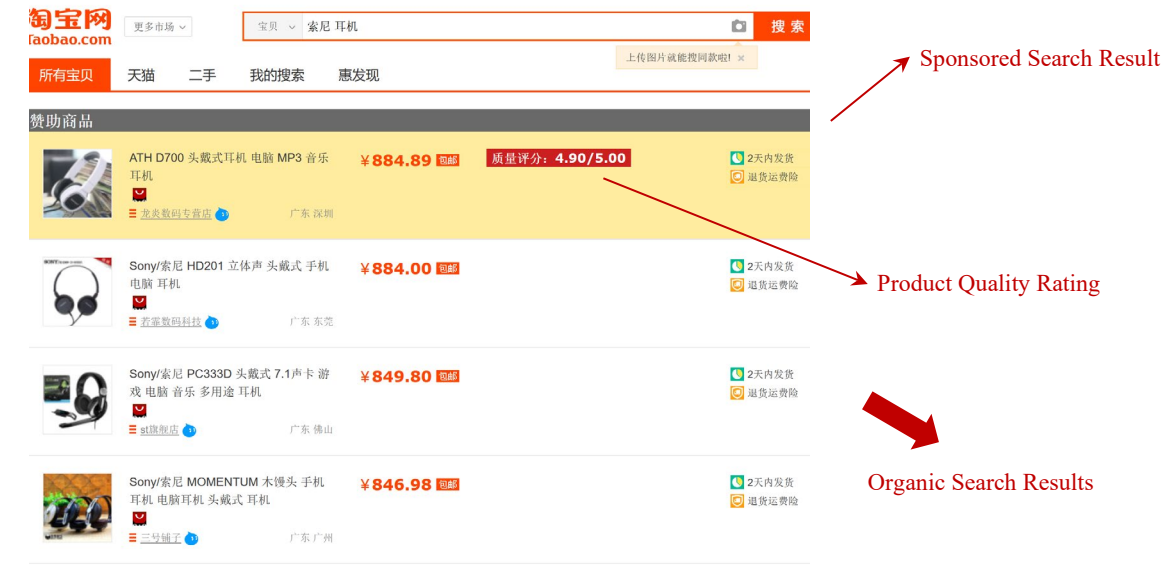 淘宝网
Taobao.com
更多市场
宝贝 索尼 耳机
搜 索
上传图片就能搜同款啦! ×
Sponsored Search Result
所有宝贝 天猫 二手 我的搜索 惠发现
赞助商品
ATH D700 头戴式耳机 电脑 MP3 音乐
耳机
¥884.89 包邮
质量评分: 4.90/5.00
2天内发货
退货运费险
龙炎数码专营店 广东 深圳
Sony/索尼 HD201 立体声 头戴式 手机
电脑 耳机
¥884.00 包邮
2天内发货
退货运费险
Product Quality Rating
若霏数码科技 广东 东莞
Sony/索尼 PC333D 头戴式 7.1声卡 游
戏 电脑 音乐 多用途 耳机
¥849.80 包邮
2天内发货
退货运费险
st旗舰店 广东 佛山
Sony/索尼 MOMENTUM 木馒头 手机
耳机 电脑耳机 头戴式 耳机
¥846.98 包邮
2天内发货
退货运费险
Organic Search Results
三号铺子 广东 广州